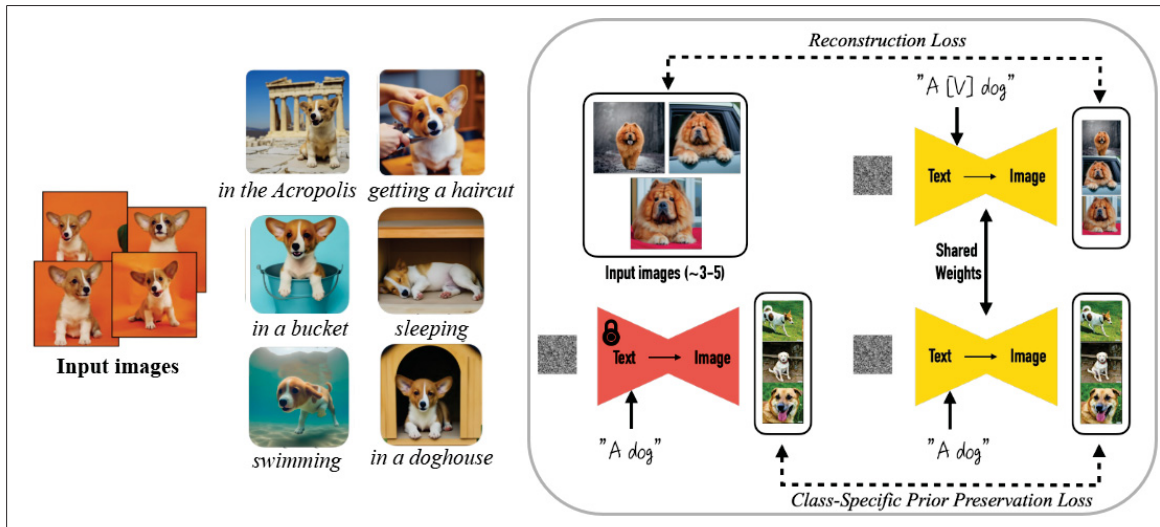 Input images
in the Acropolis
getting a haircut
in a bucket
sleeping
swimming
in a doghouse
Reconstruction Loss
"A [V] dog"
Text → Image
Input images (~3-5)
Shared
Weights
Text → Image
"A dog"
Text → Image
"A dog"
Class-Specific Prior Preservation Loss